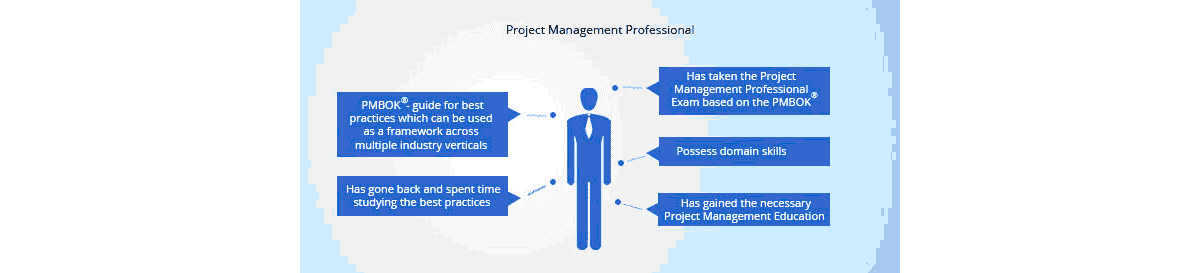 Project Management Professional
PMBOK®- guide for best
practices which can be used
as a framework across
multiple industry verticals
Has gone back and spent time
studying the best practices
Has taken the Project
Management Professional
Exam based on the PMBOK®
Possess domain skills
Has gained the necessary
Project Management Education